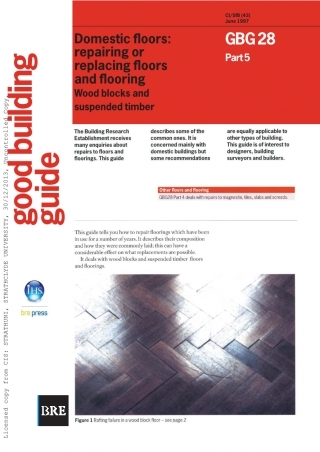 CI/SfB (43)
June 1997
Domestic floors:
repairing or
replacing floors
and flooring
Wood blocks and
suspended timber
GBG 28
Part 5
good building
guide
The Building Research
Establishment receives
many enquiries about
repairs to floors and
floorings. This guide
describes some of the
common ones. It is
concerned mainly with
domestic buildings but
some recommendations
are equally applicable to
other types of building.
This guide is of interest to
designers, building
surveyors and builders.
Other floors and flooring
GBG28 Part 4 deals with repairs to magnesite, tiles, slabs and screeds.
This guide tells you how to repair floorings which have been
in use for a number of years. It describes their composition
and how they were commonly laid; this can have a
considerable effect on what replacements are possible.
It deals with wood blocks and suspended timber floors
and floorings.
IHS
bre press
BRE
Figure 1 Rafting failure in a wood block floor – see page 2
Licensed copy from CIS: STRATHUNI, STRATHCLYDE UNIVERSITY, 30/12/2013, Uncontrolled Copy.